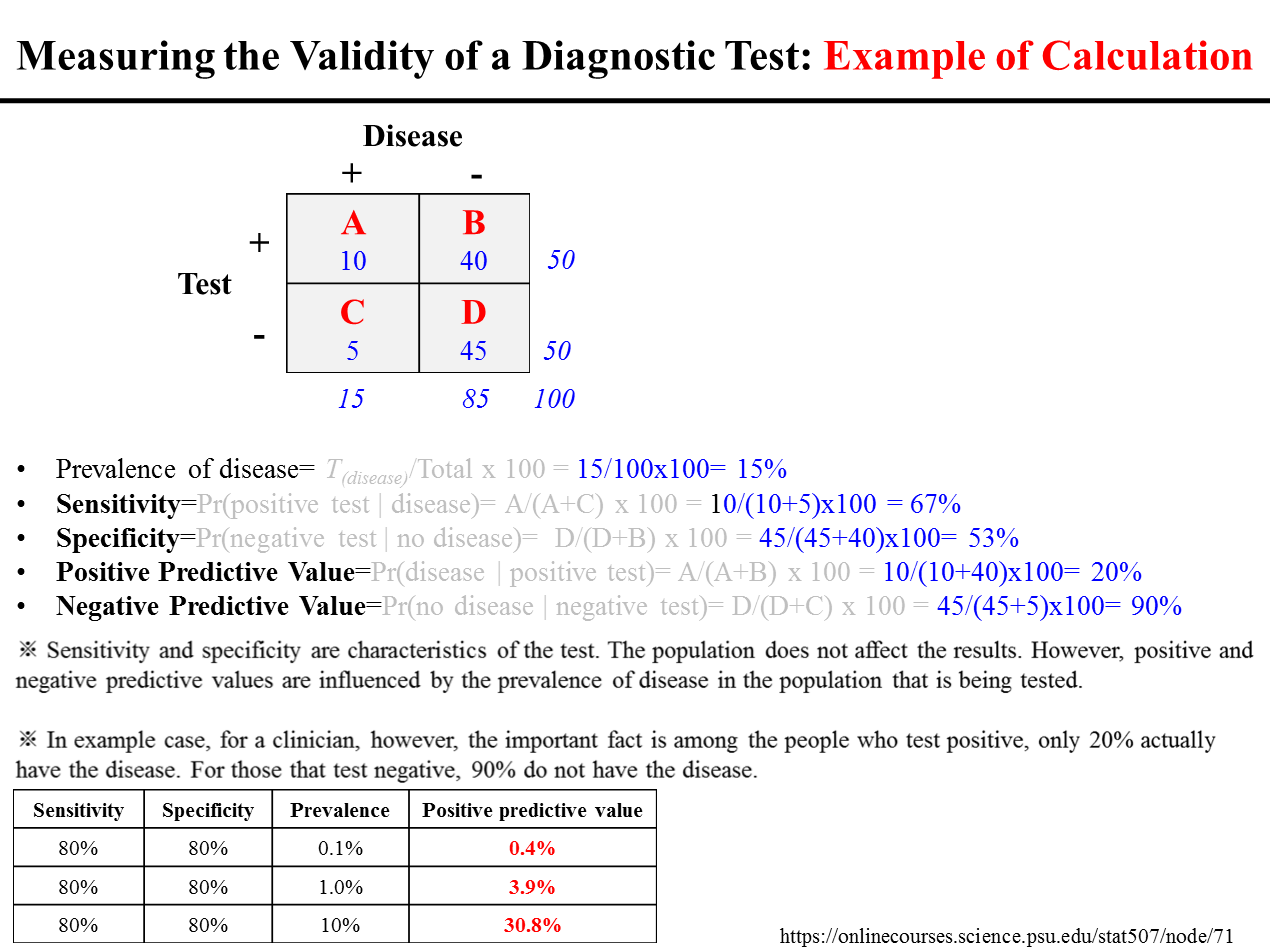 Measuring the Validity of a Diagnostic Test: Example of Calculation
Disease
+ -
A B
+
10 40 50
Test
C D
-
5 45 50
15 85 100
• Prevalence of disease= T(disease)/Total x 100 = 15/100x100= 15%
• Sensitivity=Pr(positive test | disease)= A/(A+C) x 100 = 10/(10+5)x100 = 67%
• Specificity=Pr(negative test | no disease)= D/(D+B) x 100 = 45/(45+40)x100= 53%
• Positive Predictive Value=Pr(disease | positive test)= A/(A+B) x 100 = 10/(10+40)x100= 20%
• Negative Predictive Value=Pr(no disease | negative test)= D/(D+C) x 100 = 45/(45+5)x100= 90%
※ Sensitivity and specificity are characteristics of the test. The population does not affect the results. However, positive and
negative predictive values are influenced by the prevalence of disease in the population that is being tested.
※ In example case, for a clinician, however, the important fact is among the people who test positive, only 20% actually
have the disease. For those that test negative, 90% do not have the disease.
Sensitivity Specificity Prevalence Positive predictive value
80% 80% 0.1% 0.4%
80% 80% 1.0% 3.9%
80% 80% 10% 30.8%
https://onlinecourses.science.psu.edu/stat507/node/71